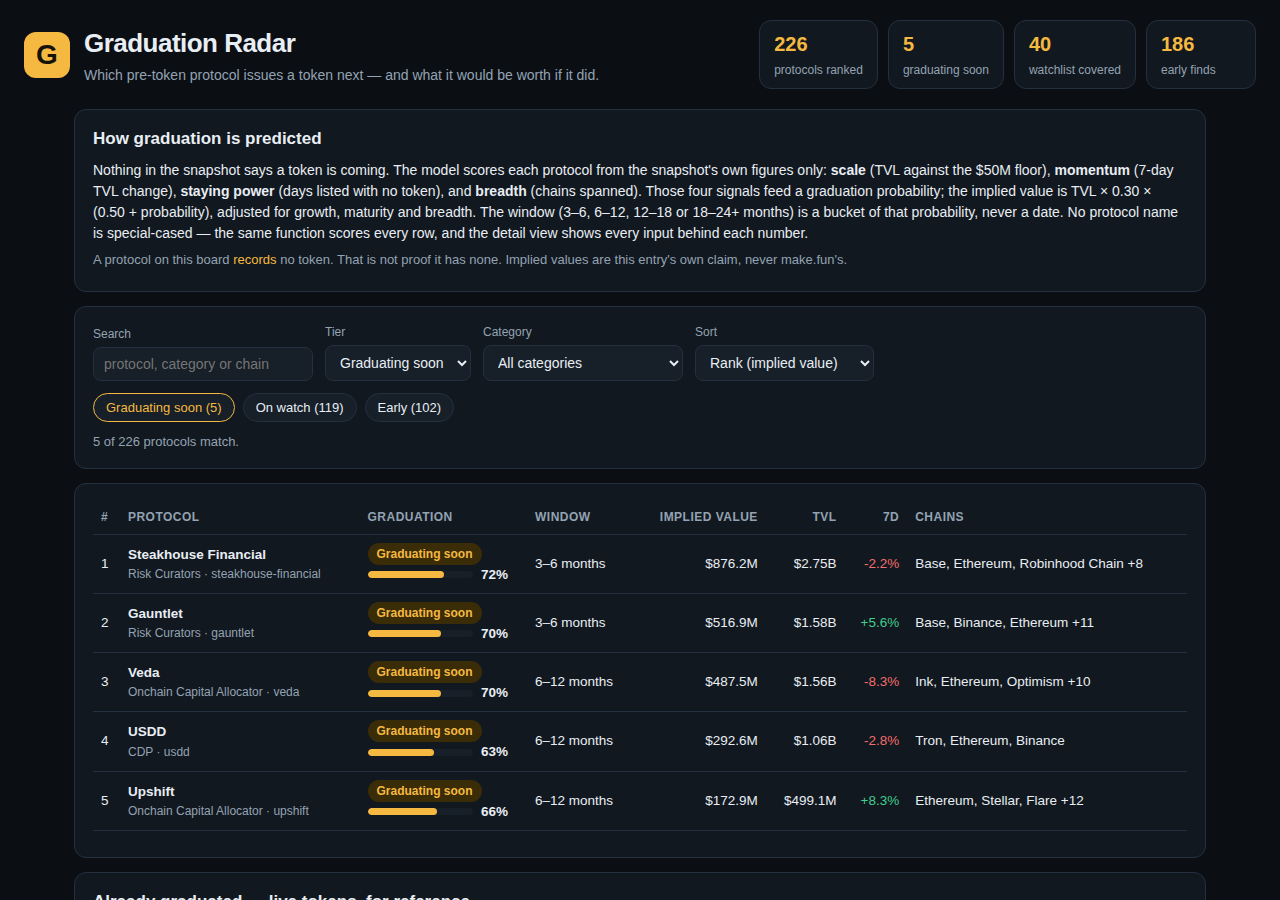 G
Graduation Radar
Which pre-token protocol issues a token next — and what it would be worth if it did.
226
protocols ranked
5
graduating soon
40
watchlist covered
186
early finds
How graduation is predicted
Nothing in the snapshot says a token is coming. The model scores each protocol from the snapshot's own figures only: scale (TVL against the $50M floor), momentum (7-day
TVL change), staying power (days listed with no token), and breadth (chains spanned). Those four signals feed a graduation probability; the implied value is TVL × 0.30 ×
(0.50 + probability), adjusted for growth, maturity and breadth. The window (3–6, 6–12, 12–18 or 18–24+ months) is a bucket of that probability, never a date. No protocol name
is special-cased — the same function scores every row, and the detail view shows every input behind each number.
A protocol on this board records no token. That is not proof it has none. Implied values are this entry's own claim, never make.fun's.
Search Tier Category Sort
protocol, category or chain Graduating soon All categories Rank (implied value)
Graduating soon (5) On watch (119) Early (102)
5 of 226 protocols match.
# PROTOCOL GRADUATION WINDOW IMPLIED VALUE TVL 7D CHAINS
1 Steakhouse Financial Graduating soon 3–6 months $876.2M $2.75B -2.2% Base, Ethereum, Robinhood Chain +8
Risk Curators · steakhouse-financial 72%
2 Gauntlet Graduating soon 3–6 months $516.9M $1.58B +5.6% Base, Binance, Ethereum +11
Risk Curators · gauntlet 70%
3 Veda Graduating soon 6–12 months $487.5M $1.56B -8.3% Ink, Ethereum, Optimism +10
Onchain Capital Allocator · veda 70%
4 USDD Graduating soon 6–12 months $292.6M $1.06B -2.8% Tron, Ethereum, Binance
CDP · usdd 63%
5 Upshift Graduating soon 6–12 months $172.9M $499.1M +8.3% Ethereum, Stellar, Flare +12
Onchain Capital Allocator · upshift 66%
Already graduated — live tokens, for reference